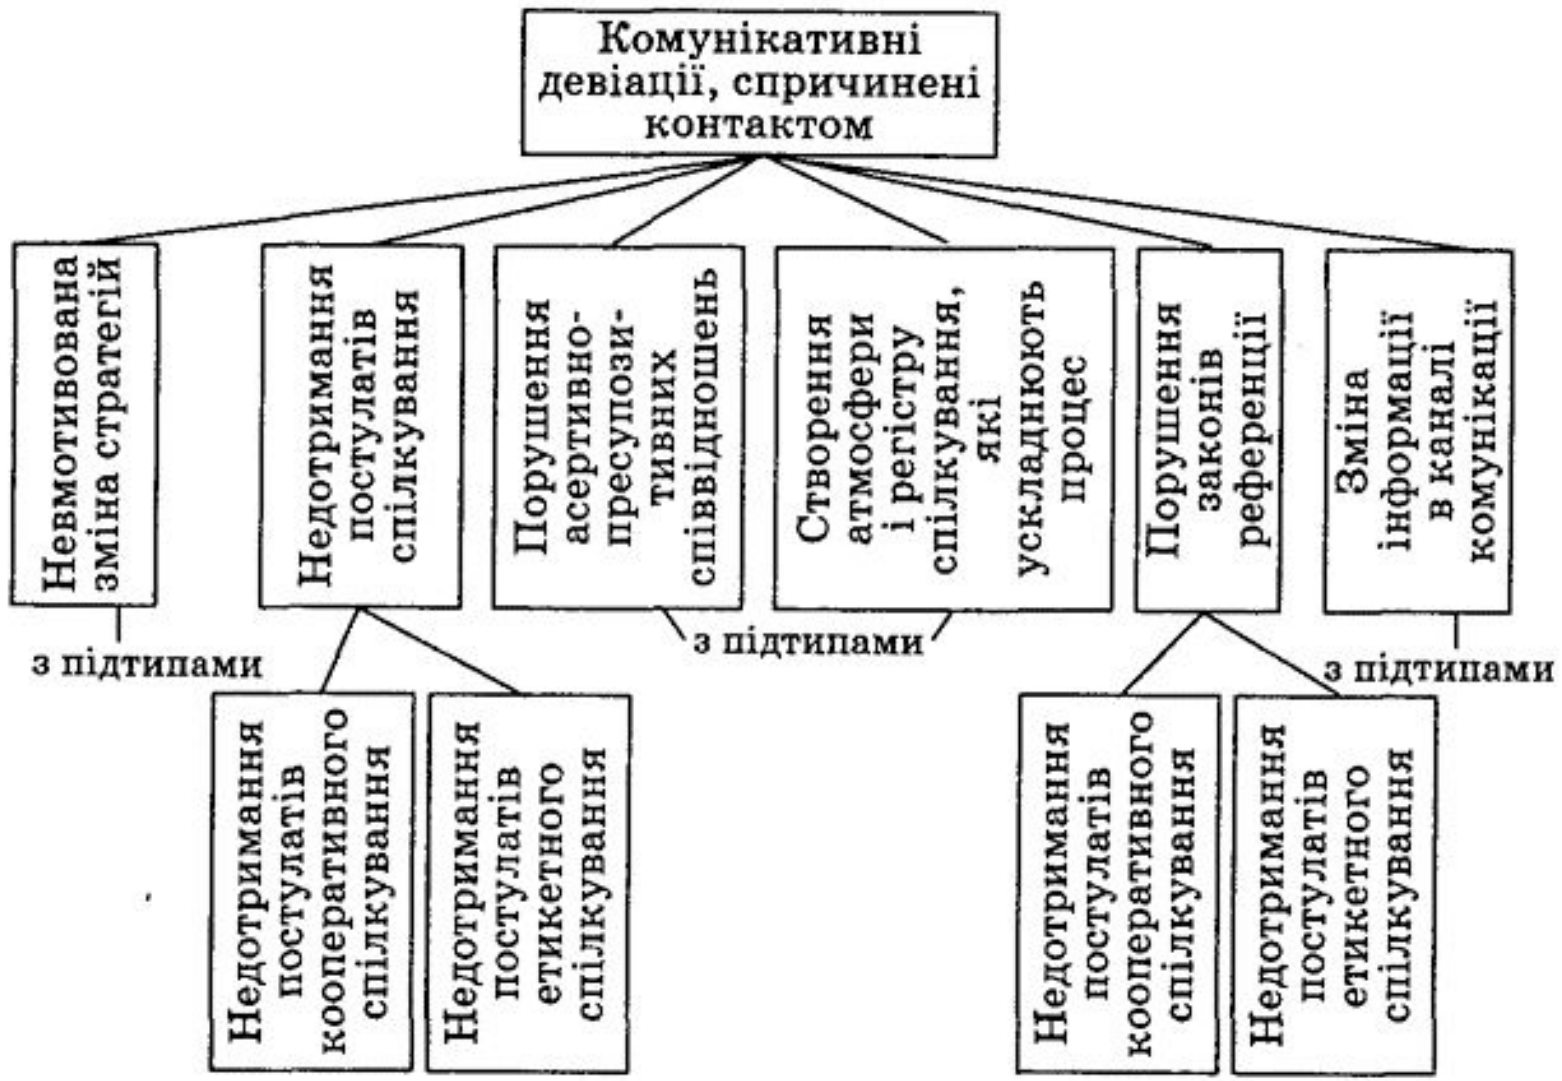 Комунікативні
девіації, спричинені
контактом
Невмотивована
зміна стратегій
Недотримання
постулатів
спілкування
Порушення
асертивно-
пресупози-
тивних
співвідношень
Створення
атмосфери
і регістру
спілкування,
які
ускладнюють
процес
Порушення
законів
референції
Зміна
інформації
в каналі
комунікації
з підтипами
з підтипами
з підтипами
Недотримання
постулатів
кооперативного
спілкування
Недотримання
постулатів
етикетного
спілкування
Недотримання
постулатів
кооперативного
спілкування
Недотримання
постулатів
етикетного
спілкування